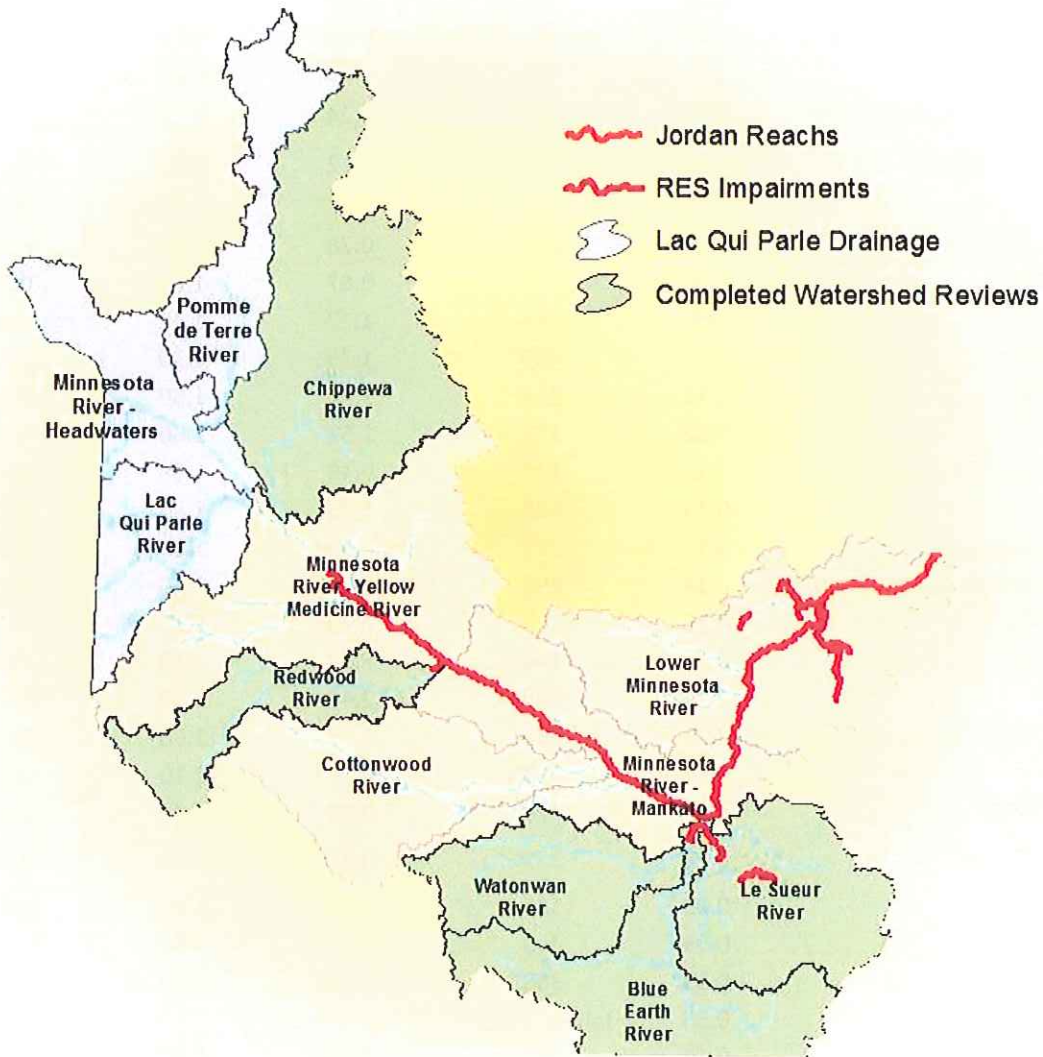 Jordan Reachs
RES Impairments
Lac Qui Parle Drainage
Completed Watershed Reviews
Pomme
de Terre
River
Minnesota
River -
Headwaters
Chippewa
River
Lac
Qui Parle
River
Minnesota
River - Yellow
Medicine River
Redwood
River
Lower
Minnesota
River
Cottonwood
River
Minnesota
River -
Mankato
Watonwan
River
Le Sueur
River
Blue
Earth
River